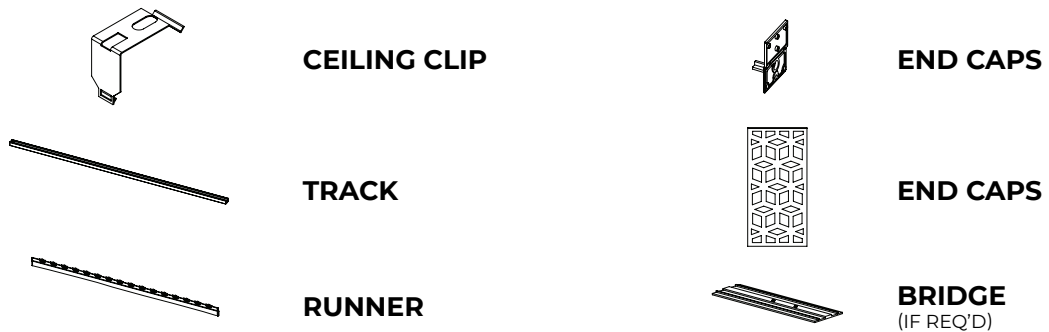 CEILING CLIP
END CAPS
TRACK
END CAPS
RUNNER
BRIDGE
(IF REQ'D)